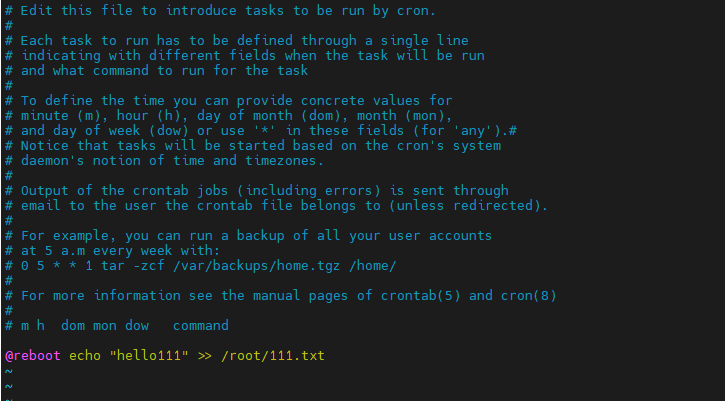 # Edit this file to introduce tasks to be run by cron.
#
# Each task to run has to be defined through a single line
# indicating with different fields when the task will be run
# and what command to run for the task
#
# To define the time you can provide concrete values for
# minute (m), hour (h), day of month (dom), month (mon),
# and day of week (dow) or use '*' in these fields (for 'any').#
# Notice that tasks will be started based on the cron's system
# daemon's notion of time and timezones.
#
# Output of the crontab jobs (including errors) is sent through
# email to the user the crontab file belongs to (unless redirected).
#
# For example, you can run a backup of all your user accounts
# at 5 a.m every week with:
# 0 5 * * 1 tar -zcf /var/backups/home.tgz /home/
#
# For more information see the manual pages of crontab(5) and cron(8)
#
# m h  dom mon dow   command

@reboot echo "hello111" >> /root/111.txt
~
~
~